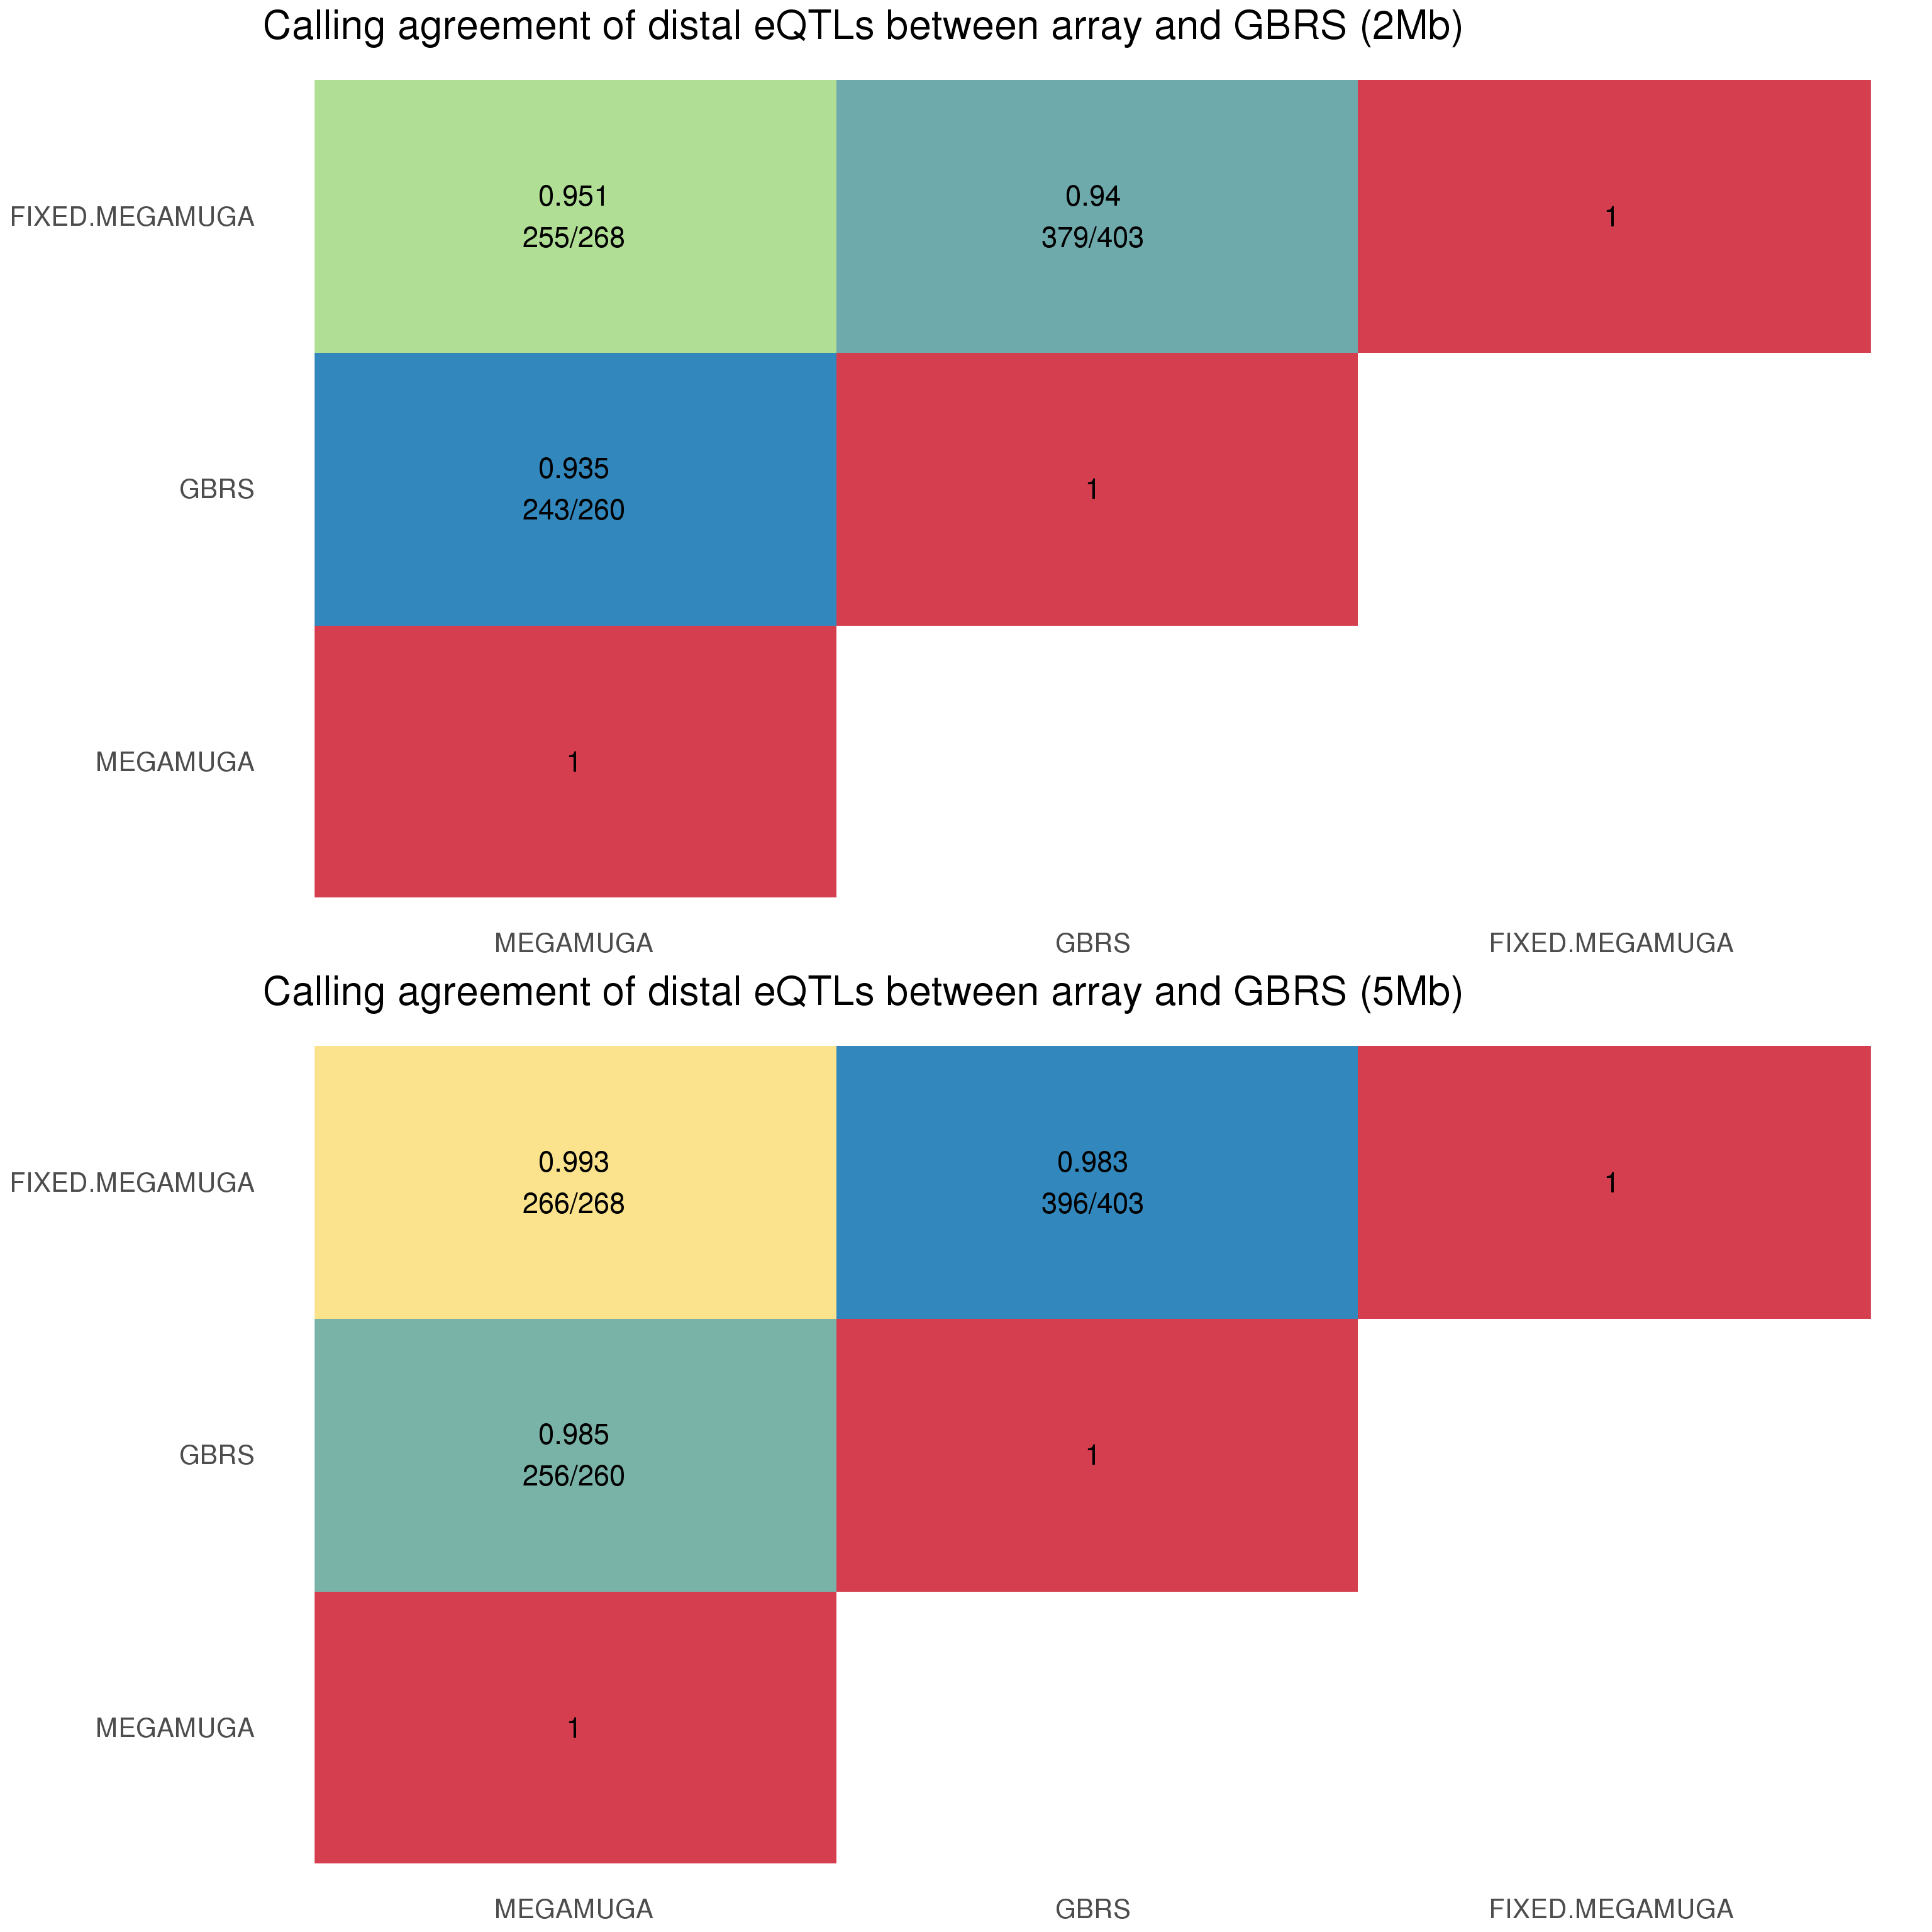 Calling agreement of distal eQTLs between array and GBRS (2Mb)
FIXED.MEGAMUGA
0.951
255/268
0.94
379/403
1
GBRS
0.935
243/260
1
MEGAMUGA
1
MEGAMUGA
GBRS
FIXED.MEGAMUGA
Calling agreement of distal eQTLs between array and GBRS (5Mb)
FIXED.MEGAMUGA
0.993
266/268
0.983
396/403
1
GBRS
0.985
256/260
1
MEGAMUGA
1
MEGAMUGA
GBRS
FIXED.MEGAMUGA